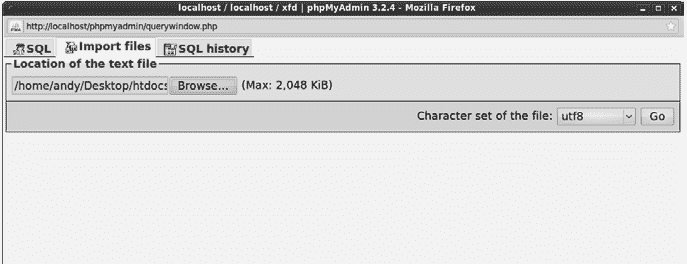 localhost / localhost / xfd | phpMyAdmin 3.2.4 - Mozilla Firefox
http://localhost/phpmyadmin/querywindow.php
SQL Import files SQL history
Location of the text file
/home/andy/Desktop/htdocs Browse... (Max: 2,048 KiB)
Character set of the file: utf8 Go